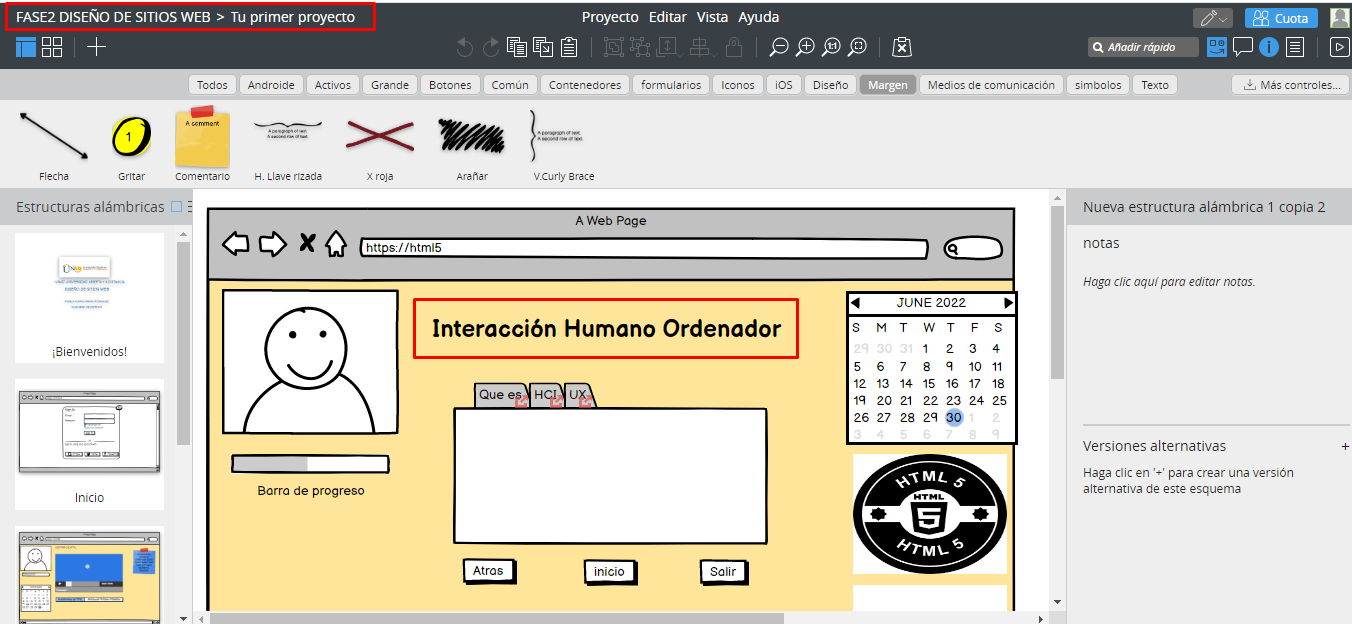 FASE2 DISEÑO DE SITIOS WEB > Tu primer proyecto
Proyecto Editar Vista Ayuda
Cuota
Añadir rápido
Todos Androide Activos Grande Botones Común Contenedores formularios Iconos iOS Diseño Margen Medios de comunicación símbolos Texto Más controles...
1
A comment
A paragraph of text.
A second row of text.
A paragraph of text.
A second row of text.
Flecha Gritar Comentario H. Llave rizada X roja Arañar V.Curly Brace
Estructuras alámbricas
¡Bienvenidos!
Inicio
A Web Page
https://html5
Interacción Humano Ordenador
Que es HCI UX
Barra de progreso
Atras inicio Salir
JUNE 2022
S M T W T F S
29 30 31 1 2 3 4
5 6 7 8 9 10 11
12 13 14 15 16 17 18
19 20 21 22 23 24 25
26 27 28 29 30 1 2
3 4 5 6 7 8 9
HTML 5
HTML
5
HTML 5
Nueva estructura alámbrica 1 copia 2
notas
Haga clic aquí para editar notas.
Versiones alternativas +
Haga clic en '+' para crear una versión
alternativa de este esquema